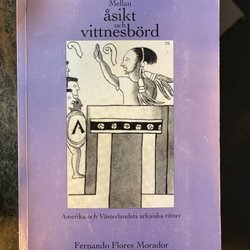 Mellan
åsikt
och
vittnesbörd
Amerika och Västerlandets arkaiska rötter
Fernando Flores Morador